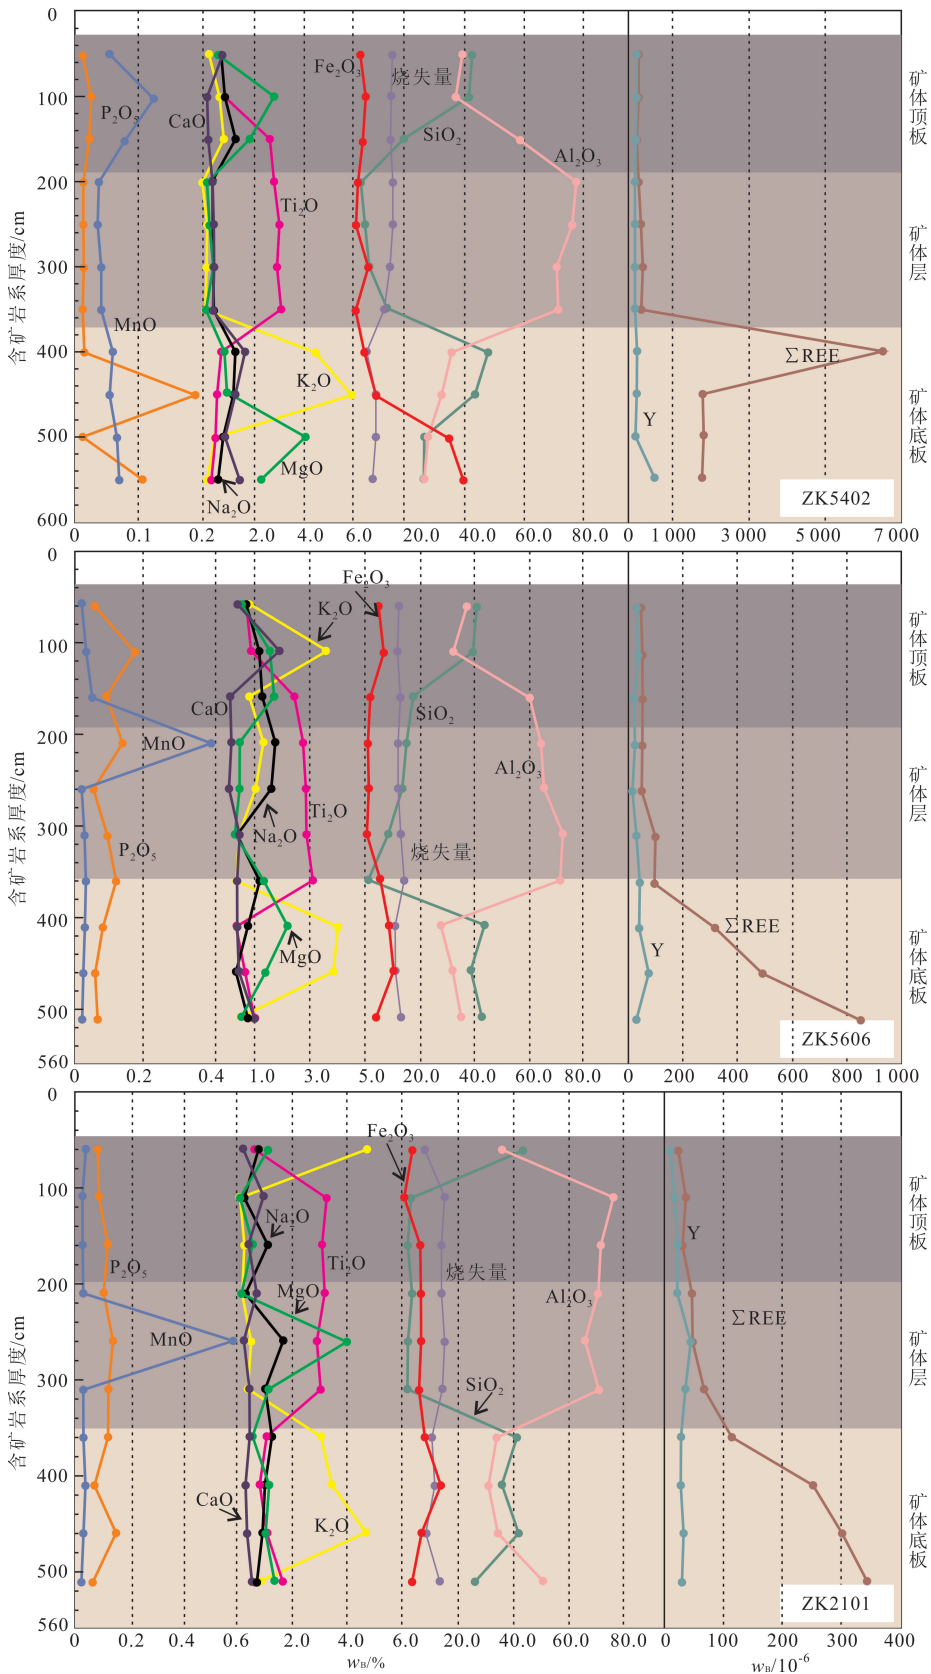 0
100
200
300
400
500
600
含矿岩系厚度/cm
P₂O₅
CaO
Fe₂O₃
烧失量
SiO₂
Al₂O₃
Ti₂O
MnO
K₂O
MgO
Na₂O
ΣREE
Y
矿体顶板
矿体层
矿体底板
ZK5402
0 0.1 0.2 2.0 4.0 6.0 20.0 40.0 60.0 80.0 0 1 000 3 000 5 000 7 000
0
100
200
300
400
500
560
含矿岩系厚度/cm
Fe₂O₃
K₂O
CaO
SiO₂
MnO
Al₂O₃
Ti₂O
Na₂O
P₂O₅
烧失量
MgO
ΣREE
Y
矿体顶板
矿体层
矿体底板
ZK5606
0 0.2 0.4 1.0 3.0 5.0 20.0 40.0 60.0 80.0 0 200 400 600 800 1 000
0
100
200
300
400
500
560
含矿岩系厚度/cm
Fe₂O₃
Na₂O
Y
P₂O₅
Ti₂O
烧失量
MgO
Al₂O₃
ΣREE
MnO
SiO₂
CaO
K₂O
矿体顶板
矿体层
矿体底板
ZK2101
0 0.2 0.4 0.6 2.0 4.0 6.0 20.0 40.0 60.0 80.0 0 100 200 300 400
w_B/% w_B/10⁻⁶